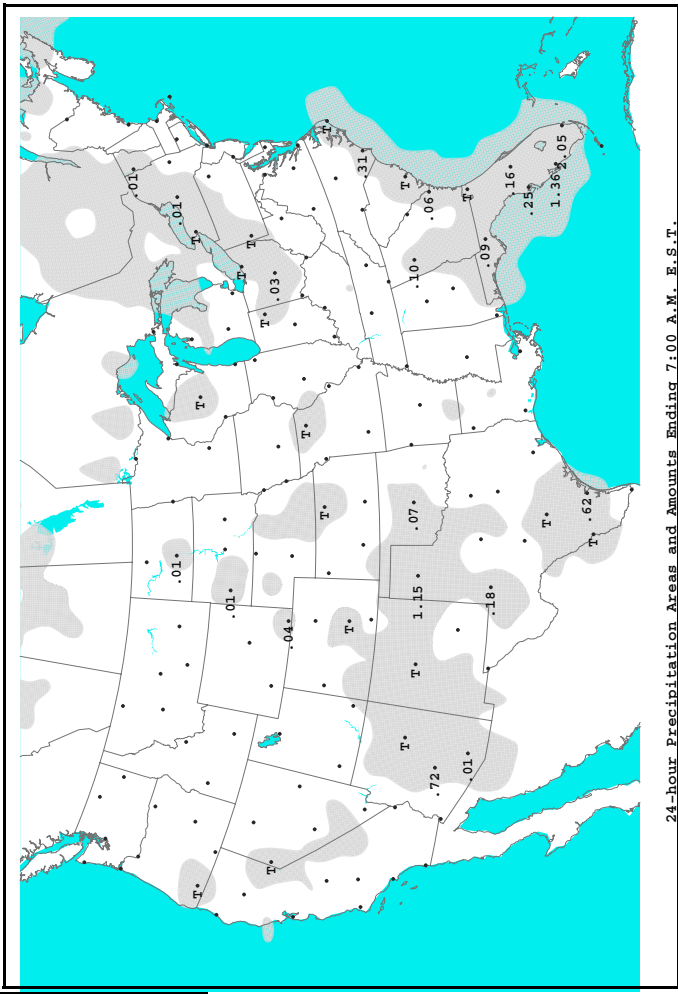 .01
.01
.01
T
T
T
.01
T
T
T
T
.03
.04
T
T
T
T
.31
T
T
.07
.10
T
1.15
.06
.72
.01
T
.09
.18
.16
.25
T
1.36
2.05
.62
T
24-hour Precipitation Areas and Amounts Ending 7:00 A.M. E.S.T.